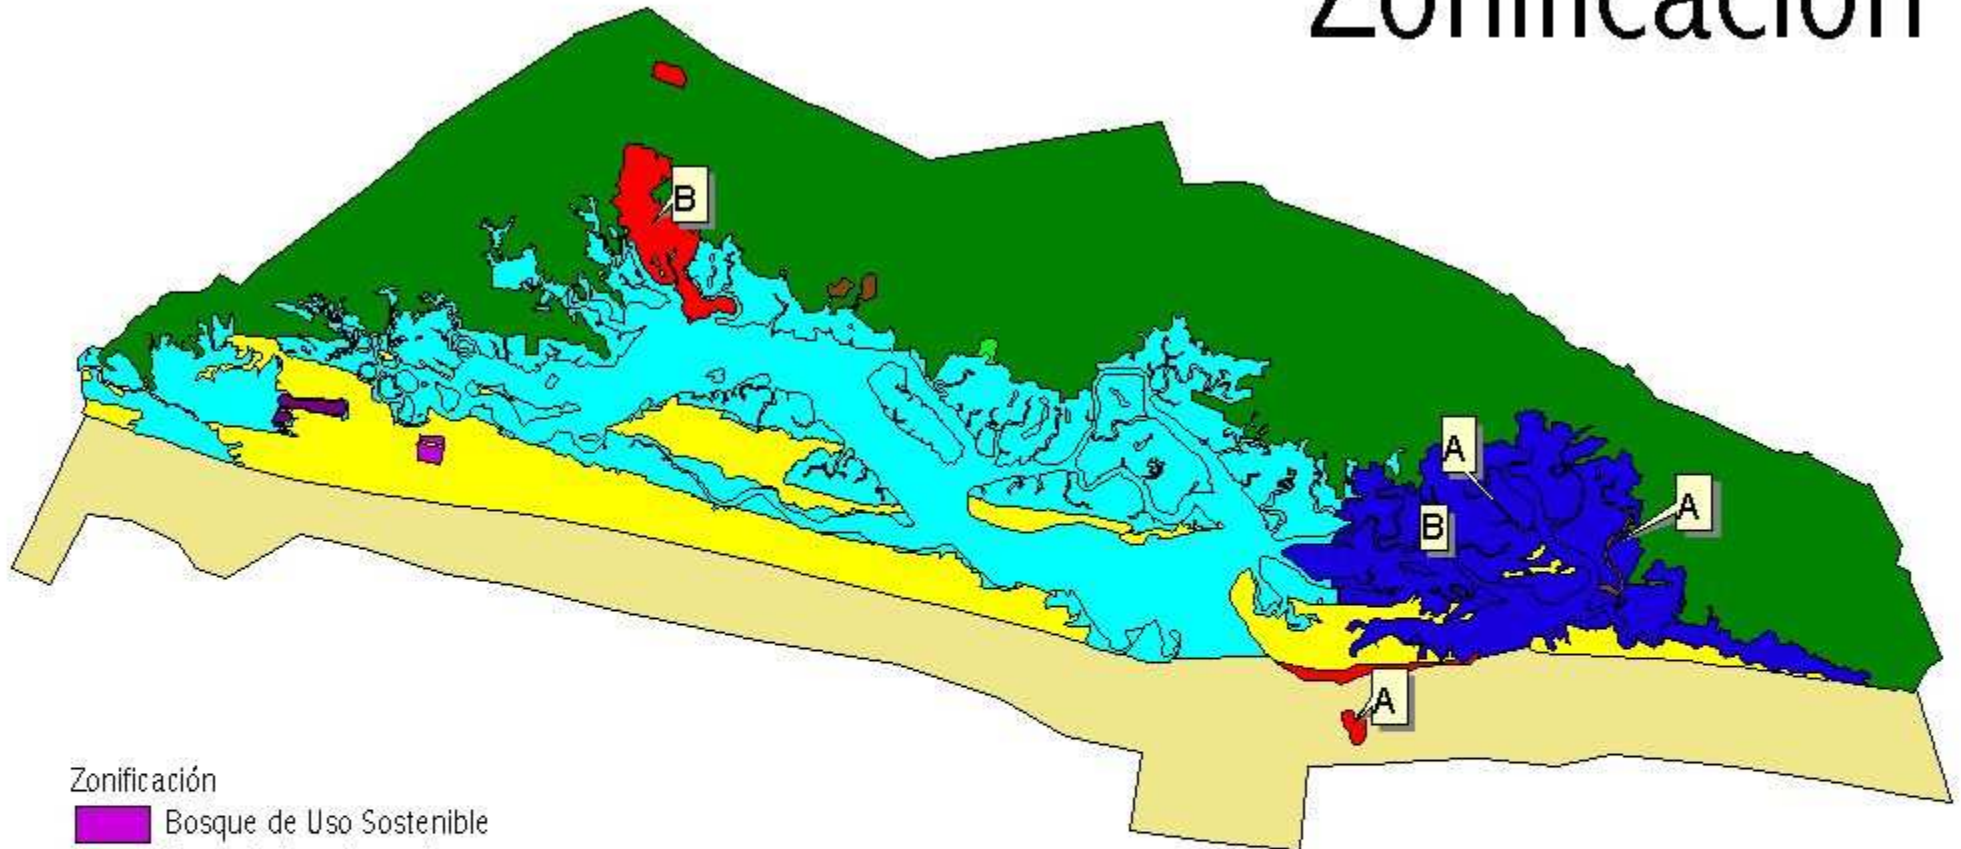 Zonificación
B
A
A
B
A
Zonificación
Bosque de Uso Sostenible